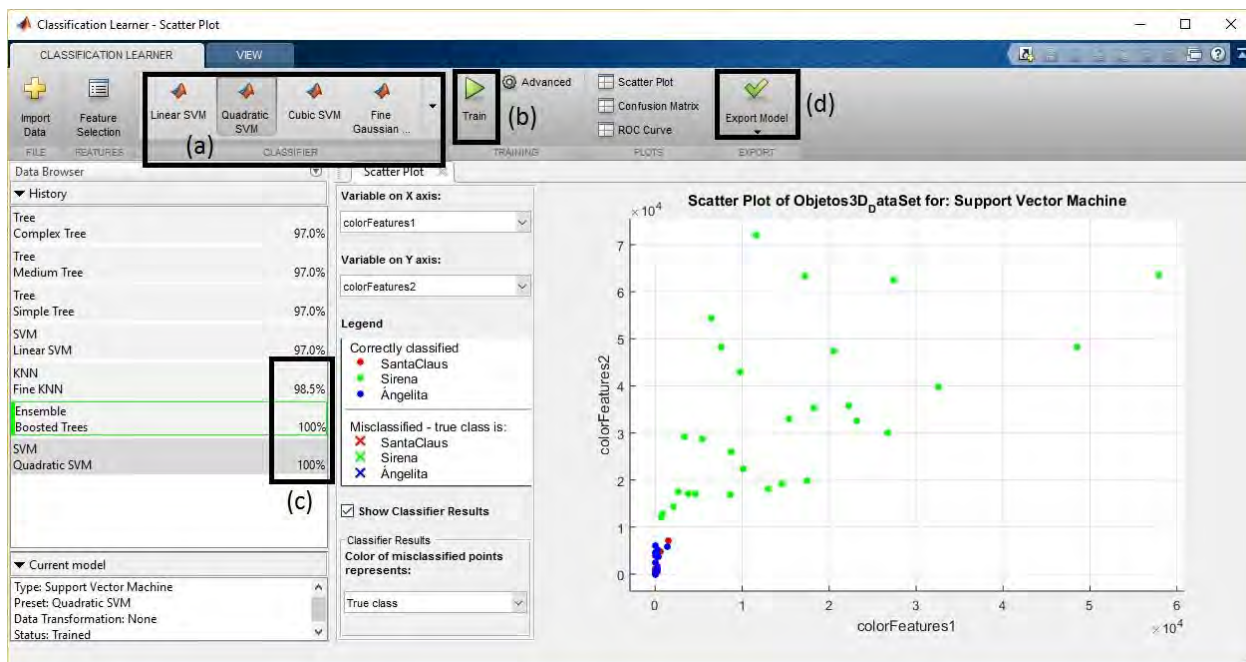 Classification Learner - Scatter Plot
CLASSIFICATION LEARNER
VIEW
Import Data
Feature Selection
Linear SVM
Quadratic SVM
Cubic SVM
Fine Gaussian ...
(a)
Train
(b)
Advanced
Scatter Plot
Confusion Matrix
ROC Curve
Export Model
(d)
FILE
FEATURES
CLASSIFIER
TRAINING
PLOTS
EXPORT
Data Browser
History
Tree
Complex Tree 97.0%
Tree
Medium Tree 97.0%
Tree
Simple Tree 97.0%
SVM
Linear SVM 97.0%
KNN
Fine KNN 98.5%
Ensemble
Boosted Trees 100%
SVM
Quadratic SVM 100%
(c)
Current model
Type: Support Vector Machine
Preset: Quadratic SVM
Data Transformation: None
Status: Trained
Scatter Plot
Variable on X axis:
colorFeatures1
Variable on Y axis:
colorFeatures2
Legend
Correctly classified
SantaClaus
Sirena
Ángelita
Misclassified - true class is:
SantaClaus
Sirena
Ángelita
Show Classifier Results
Classifier Results
Color of misclassified points
represents:
True class
Scatter Plot of Objetos3D_DataSet for: Support Vector Machine
× 10^4
7
6
5
4
3
2
1
0
colorFeatures2
0 1 2 3 4 5 6
colorFeatures1
× 10^4